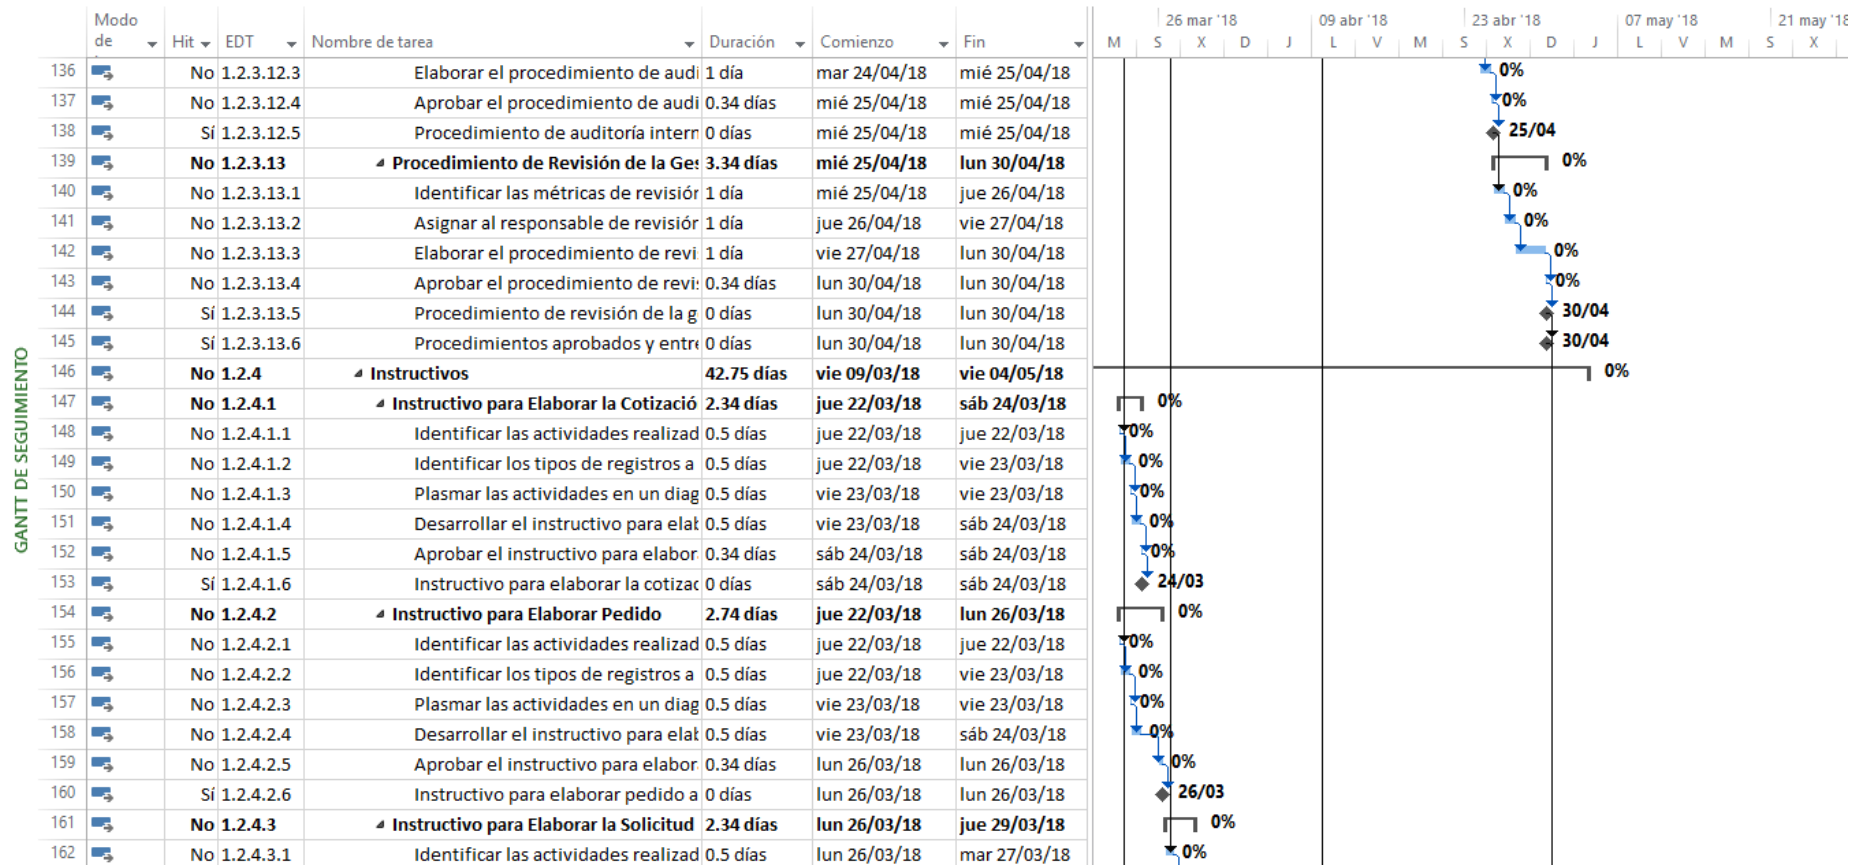 Modo
de Hit EDT Nombre de tarea Duración Comienzo Fin
26 mar '18 09 abr '18 23 abr '18 07 may '18 21 may '18
M S X D J L V M S X D J L V M S X
GANTT DE SEGUIMIENTO
136 No 1.2.3.12.3 Elaborar el procedimiento de audi 1 día mar 24/04/18 mié 25/04/18 0%
137 No 1.2.3.12.4 Aprobar el procedimiento de audi 0.34 días mié 25/04/18 mié 25/04/18 0%
138 Sí 1.2.3.12.5 Procedimiento de auditoría intern 0 días mié 25/04/18 mié 25/04/18 25/04
139 No 1.2.3.13 Procedimiento de Revisión de la Ges 3.34 días mié 25/04/18 lun 30/04/18 0%
140 No 1.2.3.13.1 Identificar las métricas de revisión 1 día mié 25/04/18 jue 26/04/18 0%
141 No 1.2.3.13.2 Asignar al responsable de revisión 1 día jue 26/04/18 vie 27/04/18 0%
142 No 1.2.3.13.3 Elaborar el procedimiento de revi 1 día vie 27/04/18 lun 30/04/18 0%
143 No 1.2.3.13.4 Aprobar el procedimiento de revi 0.34 días lun 30/04/18 lun 30/04/18 0%
144 Sí 1.2.3.13.5 Procedimiento de revisión de la g 0 días lun 30/04/18 lun 30/04/18 30/04
145 Sí 1.2.3.13.6 Procedimientos aprobados y entre 0 días lun 30/04/18 lun 30/04/18 30/04
146 No 1.2.4 Instructivos 42.75 días vie 09/03/18 vie 04/05/18 0%
147 No 1.2.4.1 Instructivo para Elaborar la Cotizació 2.34 días jue 22/03/18 sáb 24/03/18 0%
148 No 1.2.4.1.1 Identificar las actividades realizad 0.5 días jue 22/03/18 jue 22/03/18 0%
149 No 1.2.4.1.2 Identificar los tipos de registros a 0.5 días jue 22/03/18 vie 23/03/18 0%
150 No 1.2.4.1.3 Plasmar las actividades en un diag 0.5 días vie 23/03/18 vie 23/03/18 0%
151 No 1.2.4.1.4 Desarrollar el instructivo para elab 0.5 días vie 23/03/18 sáb 24/03/18 0%
152 No 1.2.4.1.5 Aprobar el instructivo para elabor 0.34 días sáb 24/03/18 sáb 24/03/18 0%
153 Sí 1.2.4.1.6 Instructivo para elaborar la cotizac 0 días sáb 24/03/18 sáb 24/03/18 24/03
154 No 1.2.4.2 Instructivo para Elaborar Pedido 2.74 días jue 22/03/18 lun 26/03/18 0%
155 No 1.2.4.2.1 Identificar las actividades realizad 0.5 días jue 22/03/18 jue 22/03/18 0%
156 No 1.2.4.2.2 Identificar los tipos de registros a 0.5 días jue 22/03/18 vie 23/03/18 0%
157 No 1.2.4.2.3 Plasmar las actividades en un diag 0.5 días vie 23/03/18 vie 23/03/18 0%
158 No 1.2.4.2.4 Desarrollar el instructivo para elab 0.5 días vie 23/03/18 sáb 24/03/18 0%
159 No 1.2.4.2.5 Aprobar el instructivo para elabor 0.34 días lun 26/03/18 lun 26/03/18 0%
160 Sí 1.2.4.2.6 Instructivo para elaborar pedido a 0 días lun 26/03/18 lun 26/03/18 26/03
161 No 1.2.4.3 Instructivo para Elaborar la Solicitud 2.34 días lun 26/03/18 jue 29/03/18 0%
162 No 1.2.4.3.1 Identificar las actividades realizad 0.5 días lun 26/03/18 mar 27/03/18 0%